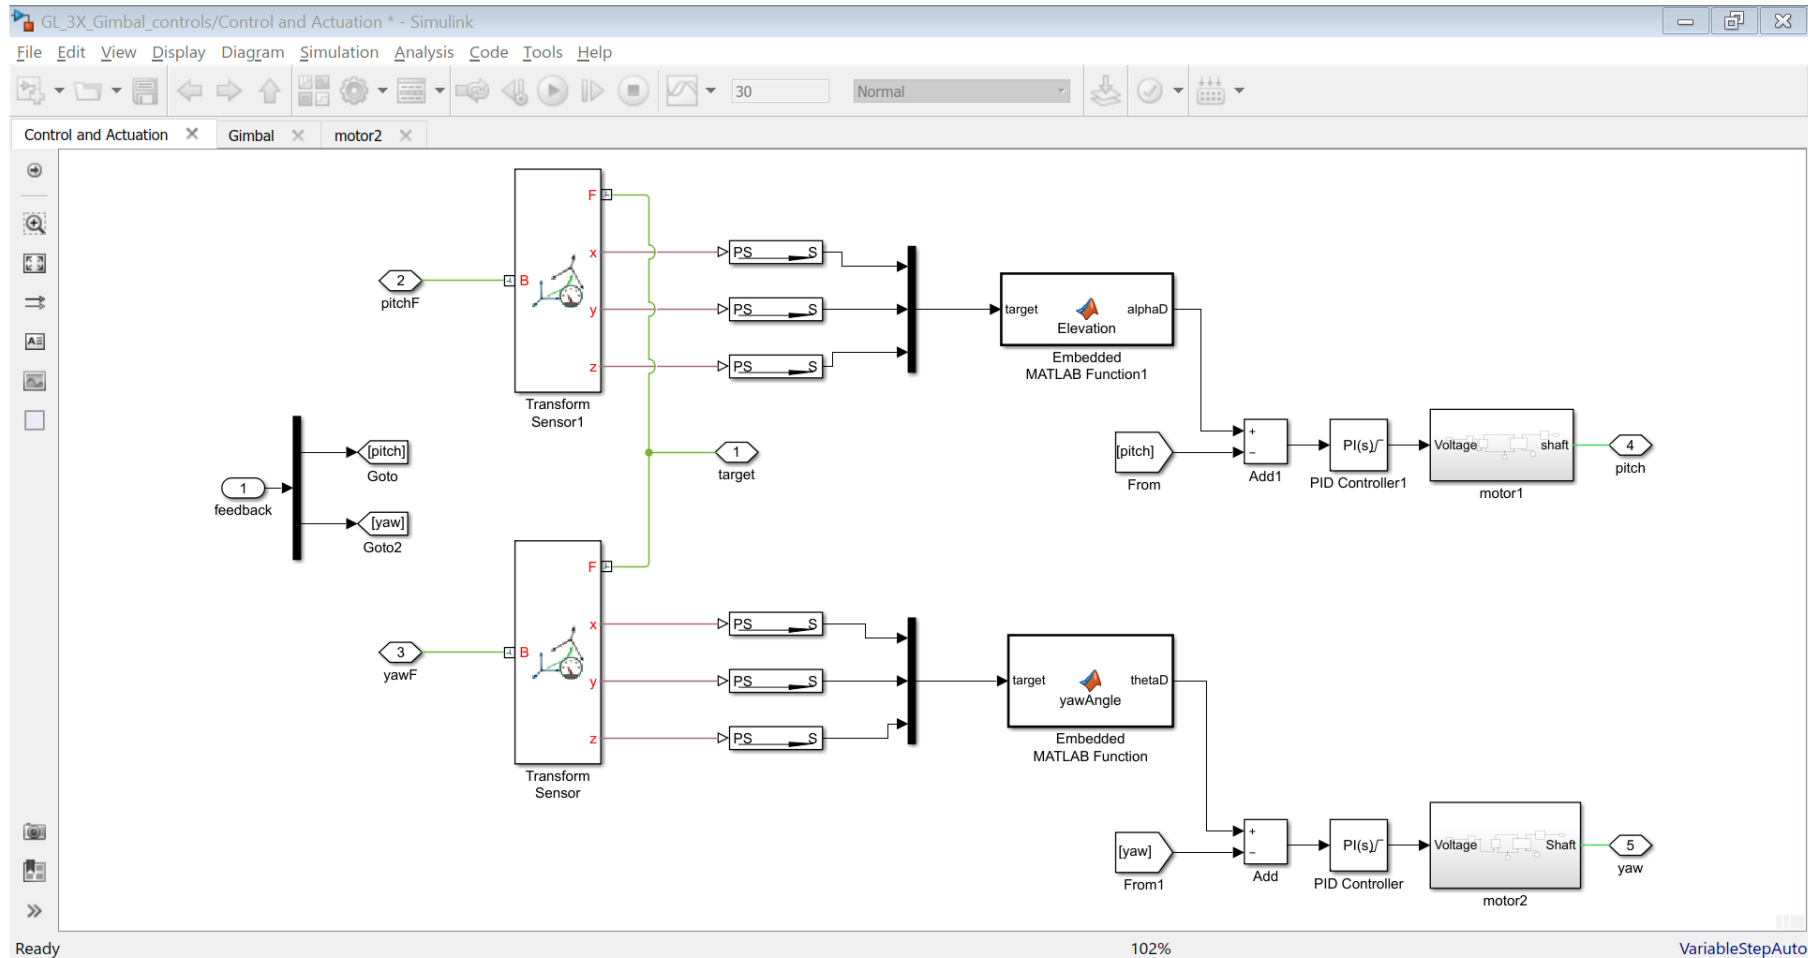 GL_3X_Gimbal_controls/Control and Actuation * - Simulink
File Edit View Display Diagram Simulation Analysis Code Tools Help
30 Normal
Control and Actuation Gimbal motor2
F
x PS S
2 B
pitchF
y PS S
z PS S
Transform
Sensor1
target alphaD
Elevation
Embedded
MATLAB Function1
[pitch]
Goto
1
feedback
[yaw]
Goto2
1
target
[pitch]
From
+
−
Add1
PI(s)
PID Controller1
Voltage shaft
motor1
4
pitch
F
x PS S
3 B
yawF
y PS S
z PS S
Transform
Sensor
target thetaD
yawAngle
Embedded
MATLAB Function
[yaw]
From1
+
−
Add
PI(s)
PID Controller
Voltage Shaft
motor2
5
yaw
Ready 102% VariableStepAuto